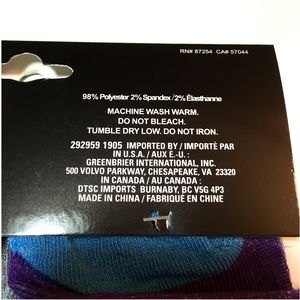 RN# 87254 CA# 57044
98% Polyester 2% Spandex /2% Élasthanne
MACHINE WASH WARM.
DO NOT BLEACH.
TUMBLE DRY LOW. DO NOT IRON.
292959 1905 IMPORTED BY / IMPORTÉ PAR
IN U.S.A. / AUX É.-U. :
GREENBRIER INTERNATIONAL, INC.
500 VOLVO PARKWAY, CHESAPEAKE, VA 23320
IN CANADA / AU CANADA :
DTSC IMPORTS BURNABY, BC V5G 4P3
MADE IN CHINA / FABRIQUÉ EN CHINE